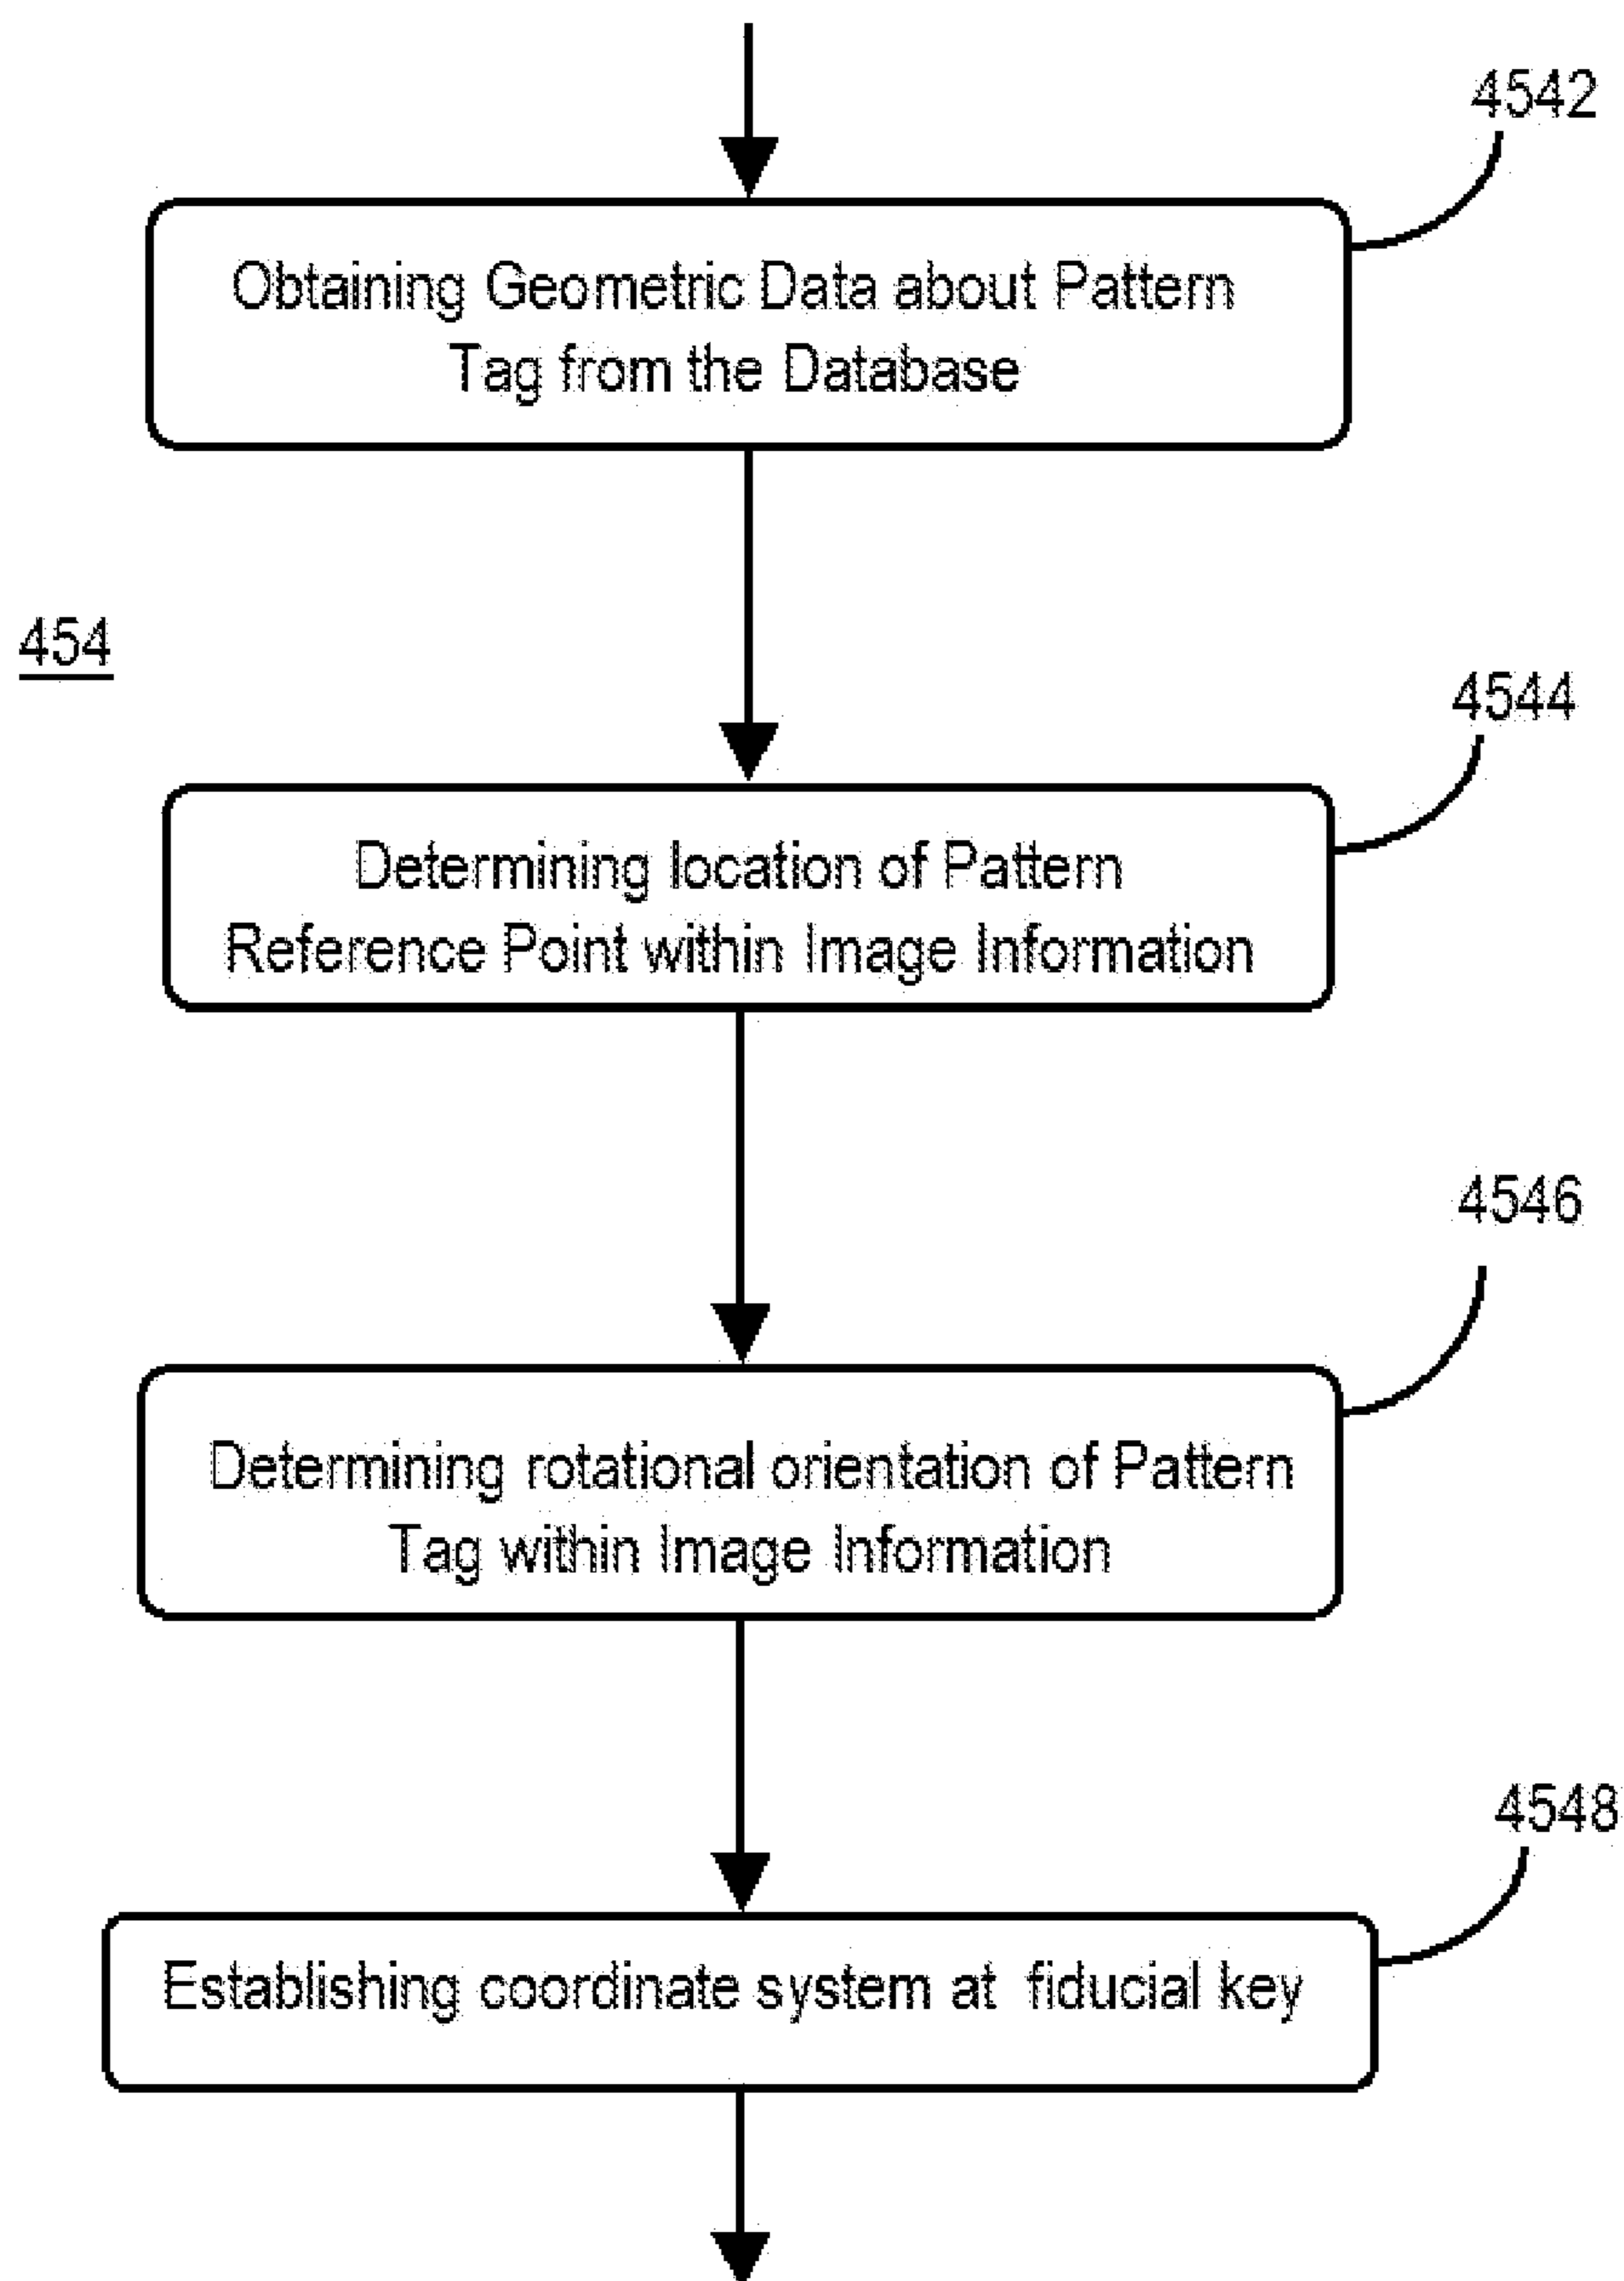 4542
Obtaining Geometric Data about Pattern
Tag from the Database
454
4544
Determining location of Pattern
Reference Point within Image Information
4546
Determining rotational orientation of Pattern
Tag within Image Information
4548
Establishing coordinate system at fiducial key